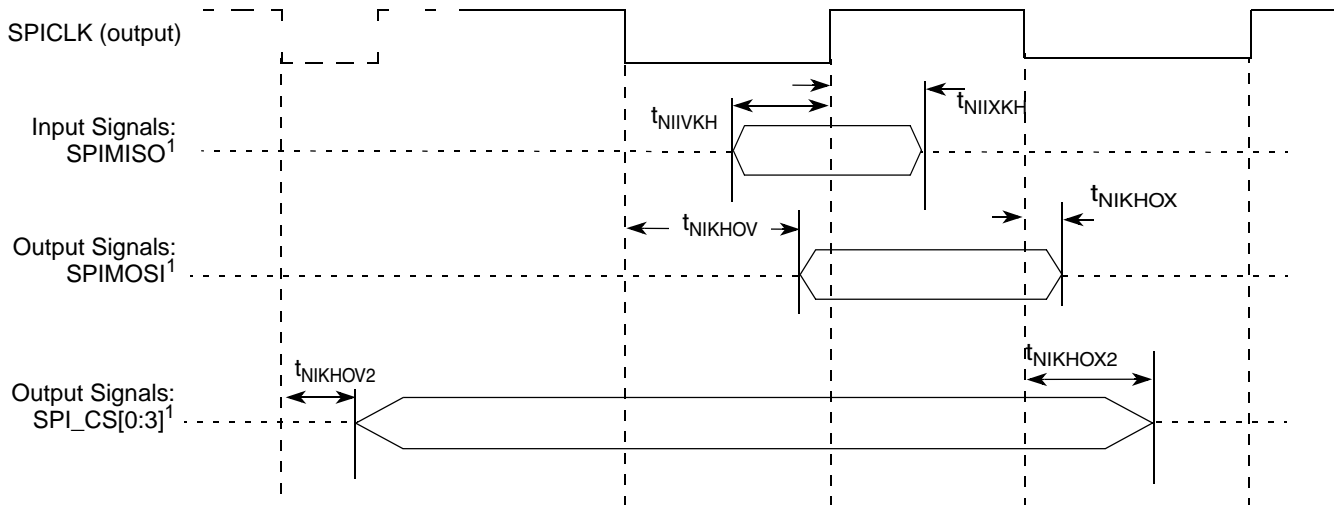 SPICLK (output)
tNIIVKH
tNIIXKH
Input Signals:
SPIMISO1
tNIKHOV
tNIKHOX
Output Signals:
SPIMOSI1
tNIKHOV2
tNIKHOX2
Output Signals:
SPI_CS[0:3]1